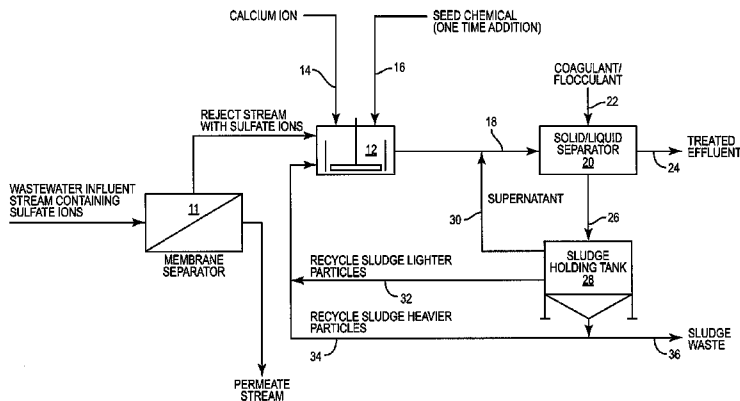 CALCIUM ION
SEED CHEMICAL
(ONE TIME ADDITION)
14
16
COAGULANT/
FLOCCULANT
22
REJECT STREAM
WITH SULFATE IONS
12
18
SOLID/LIQUID
SEPARATOR
20
TREATED
EFFLUENT
24
WASTEWATER INFLUENT
STREAM CONTAINING
SULFATE IONS
11
MEMBRANE
SEPARATOR
30
SUPERNATANT
26
RECYCLE SLUDGE LIGHTER
PARTICLES
32
SLUDGE
HOLDING TANK
28
RECYCLE SLUDGE HEAVIER
PARTICLES
34
36
SLUDGE
WASTE
PERMEATE
STREAM